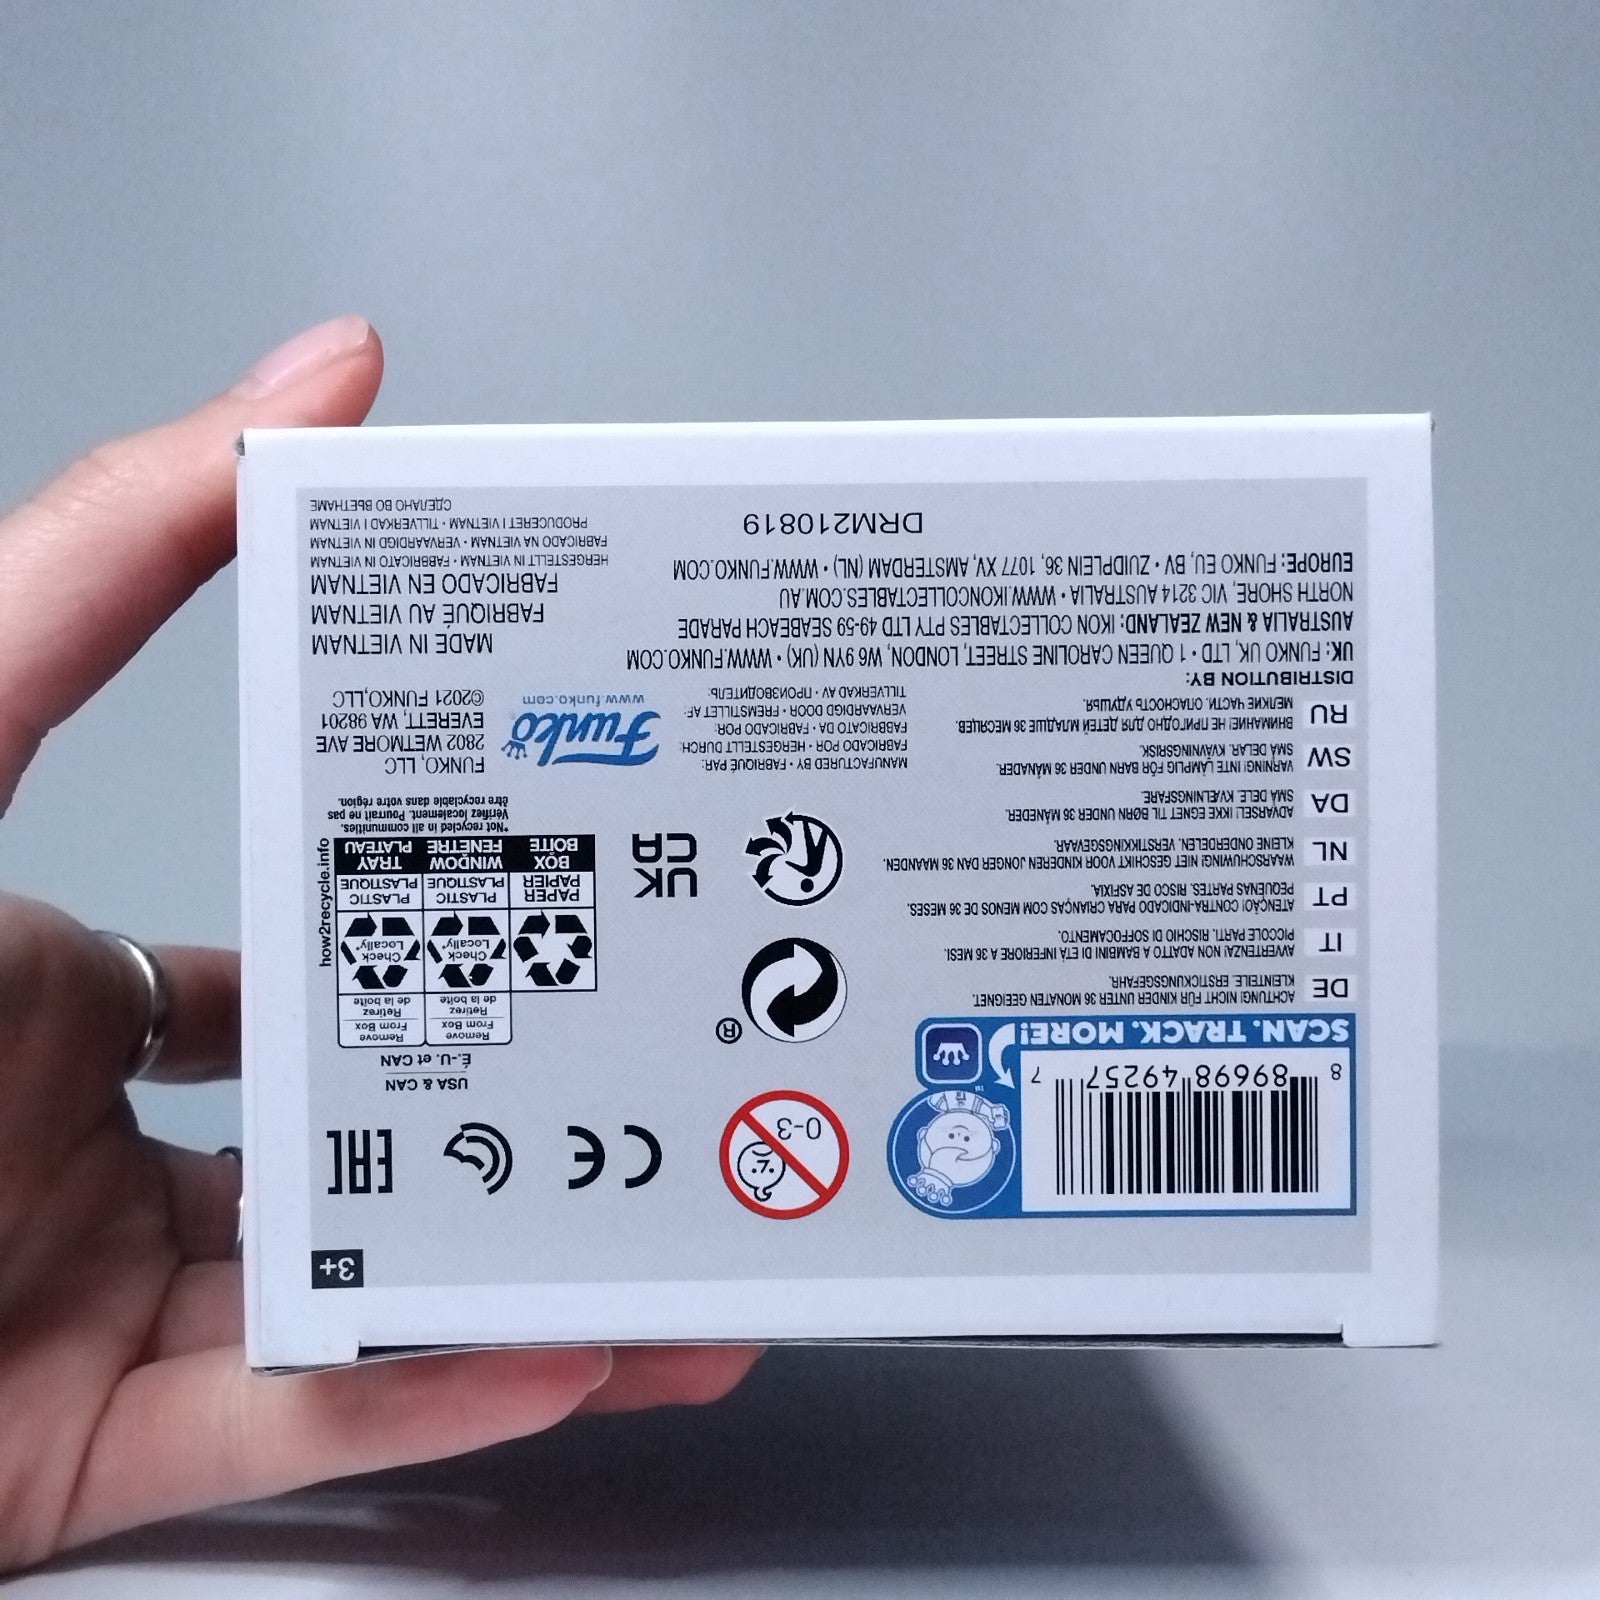 3+
8 89698 49257 7
SCAN. TRACK. MORE!
TM
0-3
CE
EAC
DE
ACHTUNG! NICHT FÜR KINDER UNTER 36 MONATEN GEEIGNET.
KLEINTEILE. ERSTICKUNGSGEFAHR.
IT
AVVERTENZA! NON ADATTO A BAMBINI DI ETÀ INFERIORE A 36 MESI.
PICCOLE PARTI. RISCHIO DI SOFFOCAMENTO.
PT
ATENÇÃO! CONTRA-INDICADO PARA CRIANÇAS COM MENOS DE 36 MESES.
PEQUENAS PARTES. RISCO DE ASFIXIA.
NL
WAARSCHUWING! NIET GESCHIKT VOOR KINDEREN JONGER DAN 36 MAANDEN.
KLEINE ONDERDELEN. VERSTIKKINGSGEVAAR.
DA
ADVARSEL! IKKE EGNET TIL BØRN UNDER 36 MÅNEDER.
SMÅ DELE. KVÆLNINGSFARE.
SW
VARNING! INTE LÄMPLIG FÖR BARN UNDER 36 MÅNADER.
SMÅ DELAR. KVÄVNINGSRISK.
RU
ВНИМАНИЕ! НЕ ПРИГОДНО ДЛЯ ДЕТЕЙ МЛАДШЕ 36 МЕСЯЦЕВ.
МЕЛКИЕ ЧАСТИ. ОПАСНОСТЬ УДУШЬЯ.
®
UK
CA
USA & CAN
É.-U. et CAN
Remove From Box
Retirez de la boîte
Remove From Box
Retirez de la boîte
Check Locally*
Check Locally*
PAPER
PAPIER
PLASTIC
PLASTIQUE
PLASTIC
PLASTIQUE
BOX
BOÎTE
WINDOW
FENÊTRE
TRAY
PLATEAU
how2recycle.info
*Not recycled in all communities.
Vérifiez localement. Pourrait ne pas
être recyclable dans votre région.
MANUFACTURED BY • FABRIQUÉ PAR:
FABRICADO POR • HERGESTELLT DURCH:
FABRICATO DA • FABRICADO POR:
VERVAARDIGD DOOR • FREMSTILLET AF:
TILLVERKAD AV • ПРОИЗВОДИТЕЛЬ:
Funko
www.funko.com
FUNKO, LLC
2802 WETMORE AVE
EVERETT, WA 98201
©2021 FUNKO,LLC
DISTRIBUTION BY:
UK: FUNKO UK, LTD • 1 QUEEN CAROLINE STREET, LONDON, W6 9YN (UK) • WWW.FUNKO.COM
AUSTRALIA & NEW ZEALAND: IKON COLLECTABLES PTY LTD 49-59 SEABEACH PARADE
NORTH SHORE, VIC 3214 AUSTRALIA • WWW.IKONCOLLECTABLES.COM.AU
EUROPE: FUNKO EU, BV • ZUIDPLEIN 36, 1077 XV, AMSTERDAM (NL) • WWW.FUNKO.COM
DRM210819
MADE IN VIETNAM
FABRIQUÉ AU VIETNAM
FABRICADO EN VIETNAM
HERGESTELLT IN VIETNAM • FABBRICATO IN VIETNAM
FABRICADO NA VIETNAM • VERVAARDIGD IN VIETNAM
PRODUCERET I VIETNAM • TILLVERKAD I VIETNAM
СДЕЛАНО ВО ВЬЕТНАМЕ